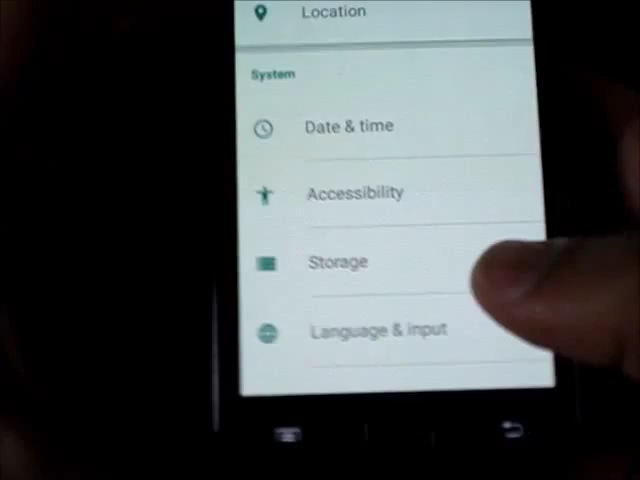 Location
System
Date & time
Accessibility
Storage
Language & input